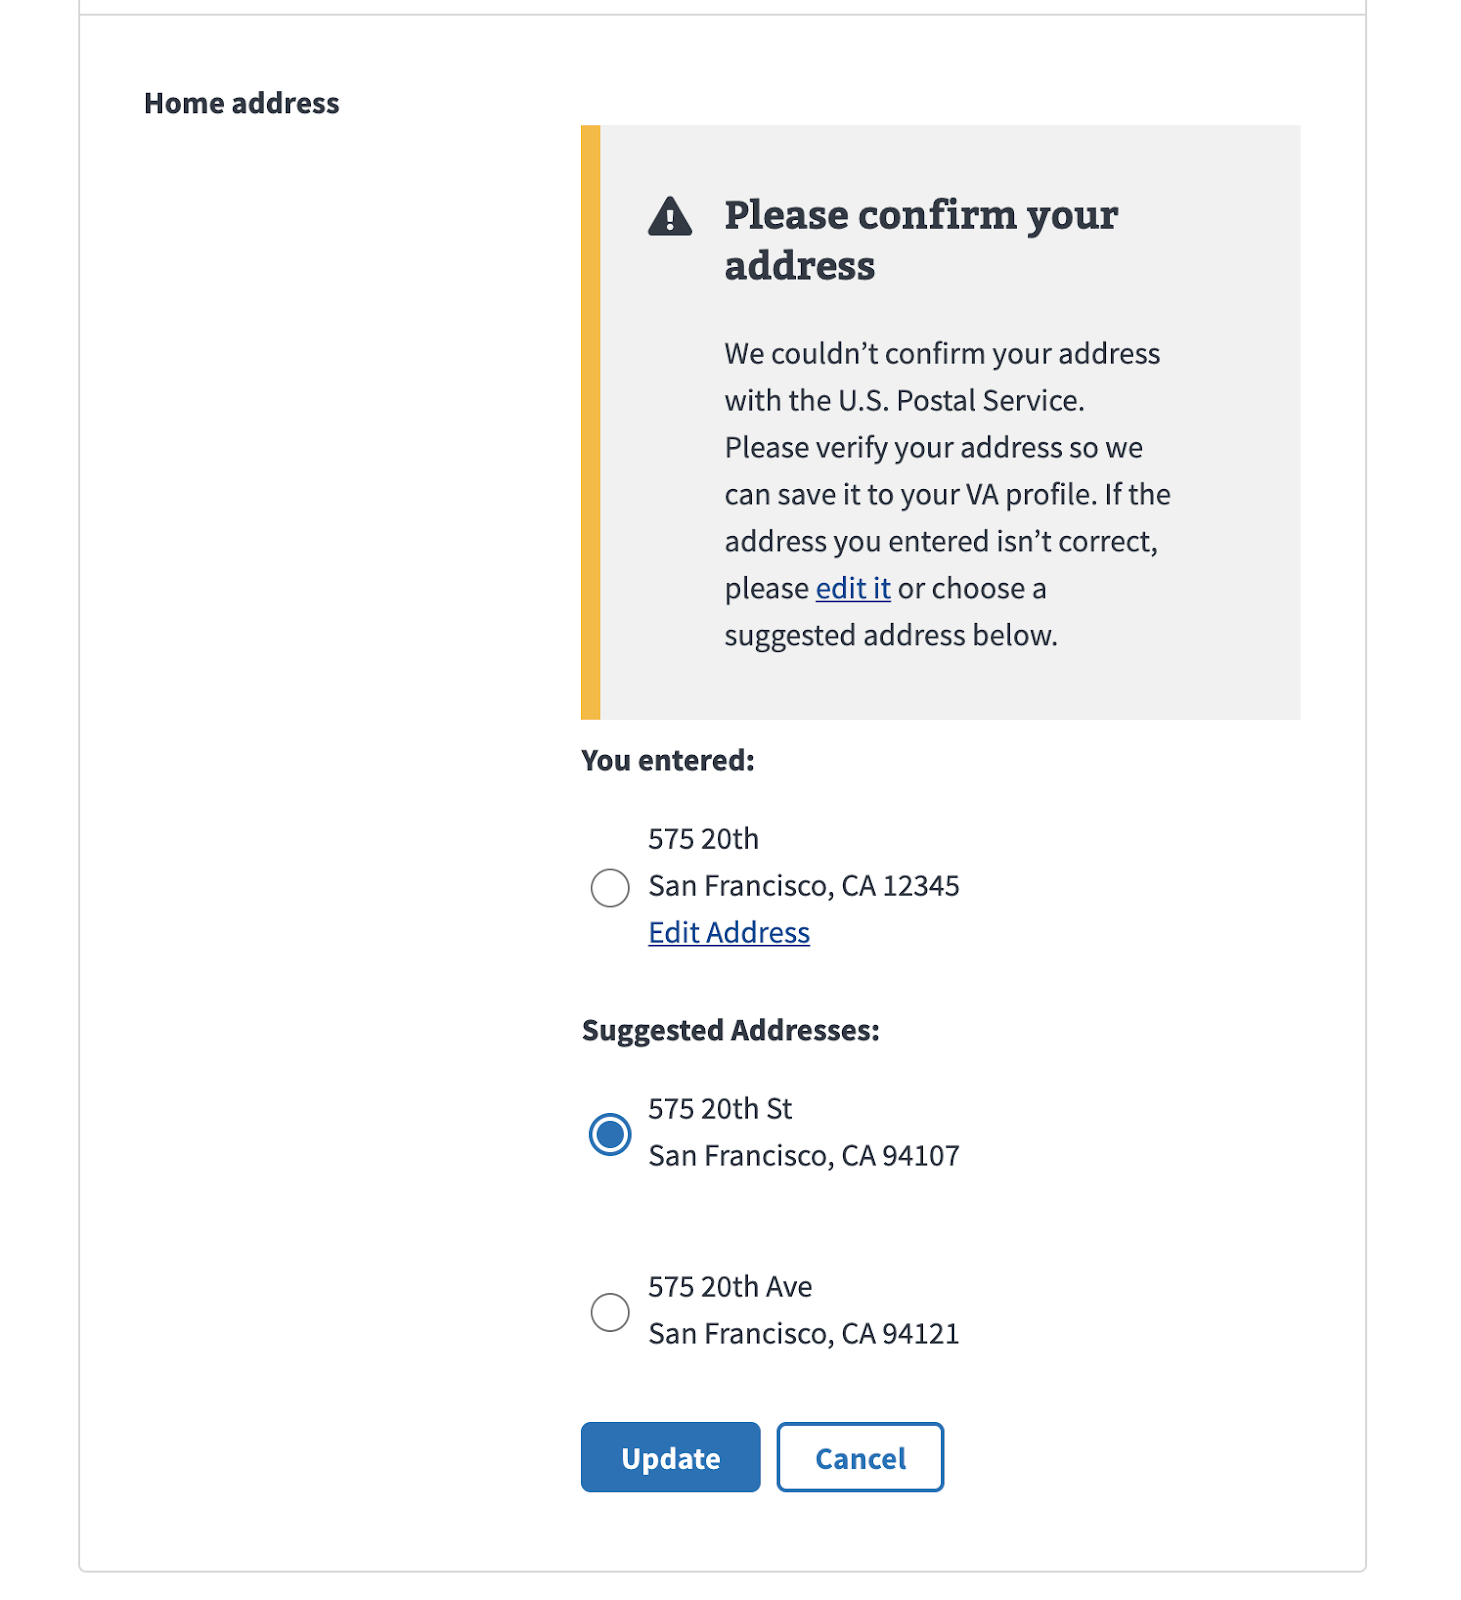 Home address
Please confirm your
address
We couldn’t confirm your address
with the U.S. Postal Service.
Please verify your address so we
can save it to your VA profile. If the
address you entered isn’t correct,
please edit it or choose a
suggested address below.
You entered:
575 20th
San Francisco, CA 12345
Edit Address
Suggested Addresses:
575 20th St
San Francisco, CA 94107
575 20th Ave
San Francisco, CA 94121
Update Cancel